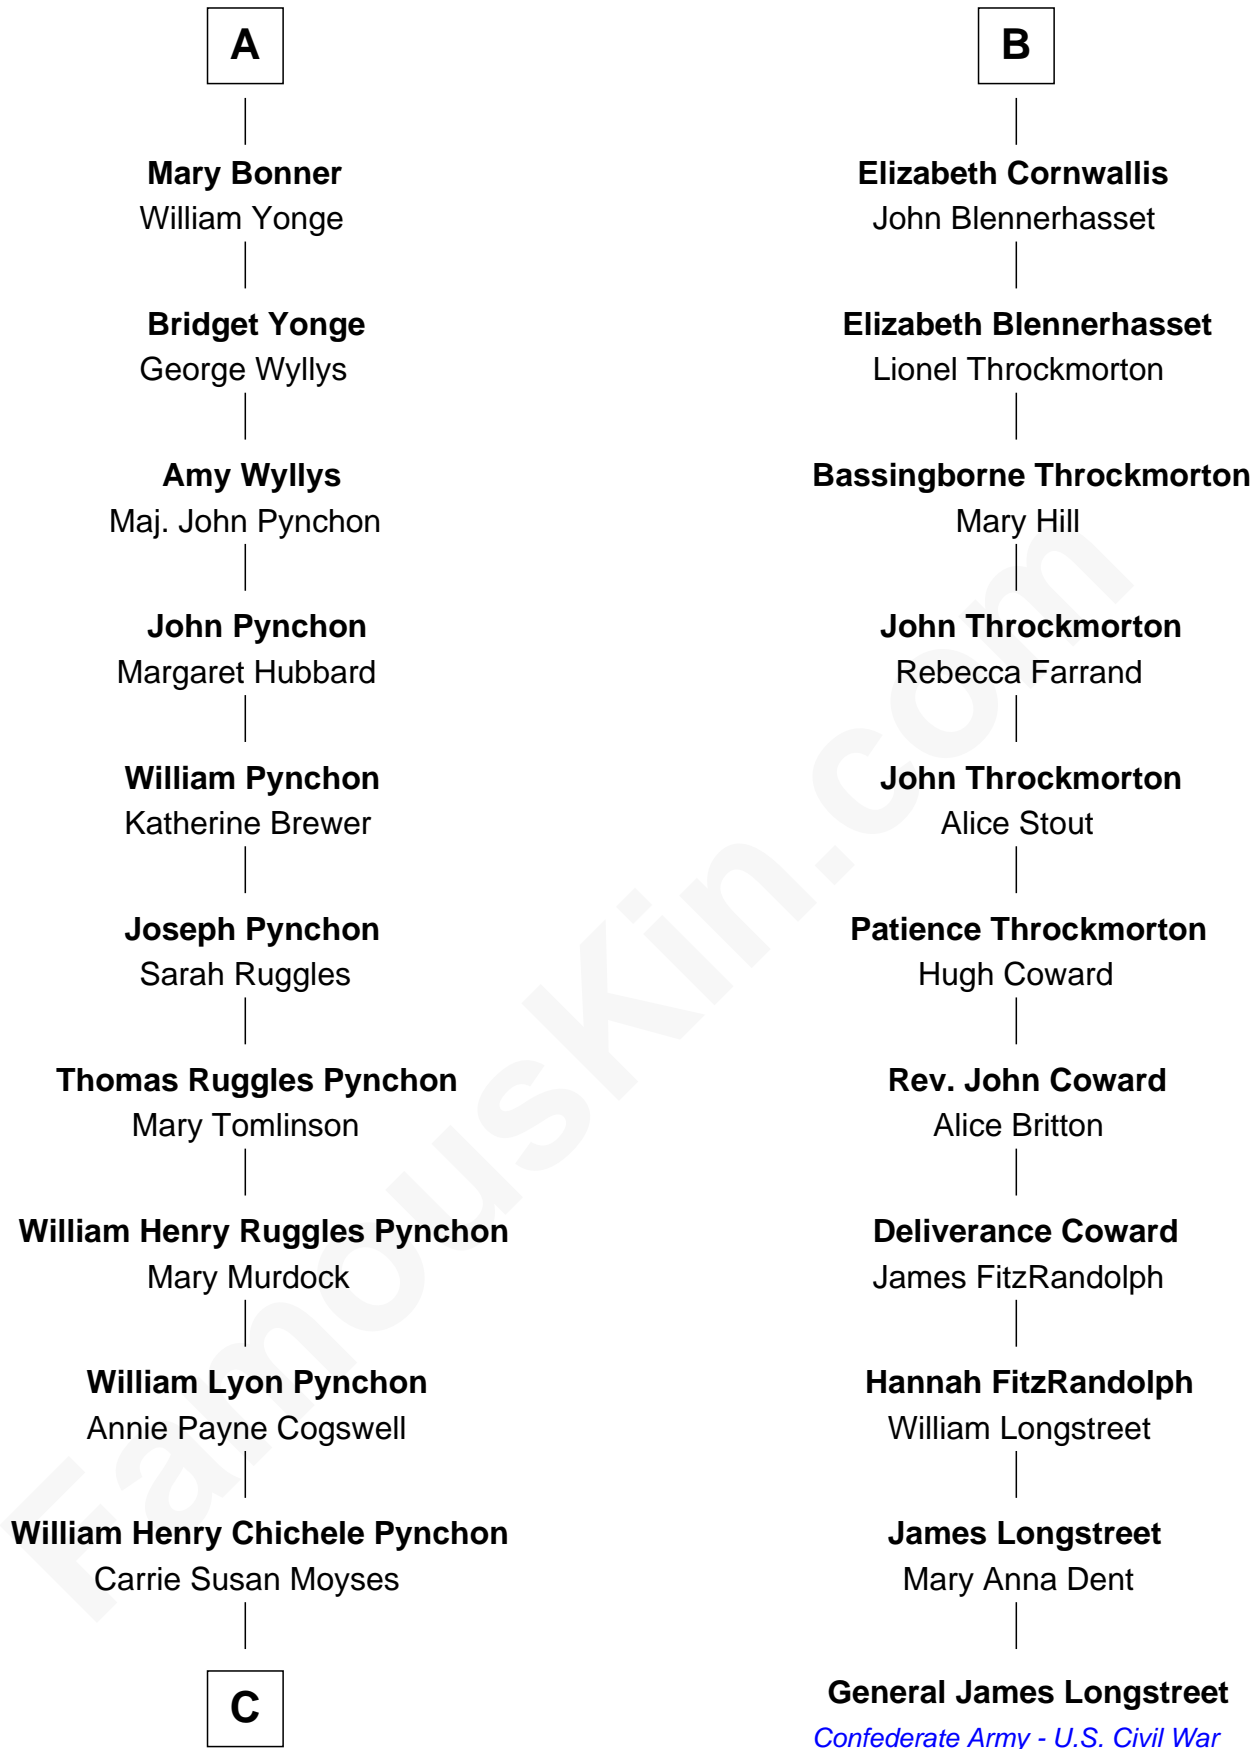 A
Mary Bonner
William Yonge
Bridget Yonge
George Wyllys
Amy Wyllys
Maj. John Pynchon
John Pynchon
Margaret Hubbard
William Pynchon
Katherine Brewer
Joseph Pynchon
Sarah Ruggles
Thomas Ruggles Pynchon
Mary Tomlinson
William Henry Ruggles Pynchon
Mary Murdock
William Lyon Pynchon
Annie Payne Cogswell
William Henry Chichele Pynchon
Carrie Susan Moyses
C
B
Elizabeth Cornwallis
John Blennerhasset
Elizabeth Blennerhasset
Lionel Throckmorton
Bassingborne Throckmorton
Mary Hill
John Throckmorton
Rebecca Farrand
John Throckmorton
Alice Stout
Patience Throckmorton
Hugh Coward
Rev. John Coward
Alice Britton
Deliverance Coward
James FitzRandolph
Hannah FitzRandolph
William Longstreet
James Longstreet
Mary Anna Dent
General James Longstreet
Confederate Army - U.S. Civil War
FamousKin.com